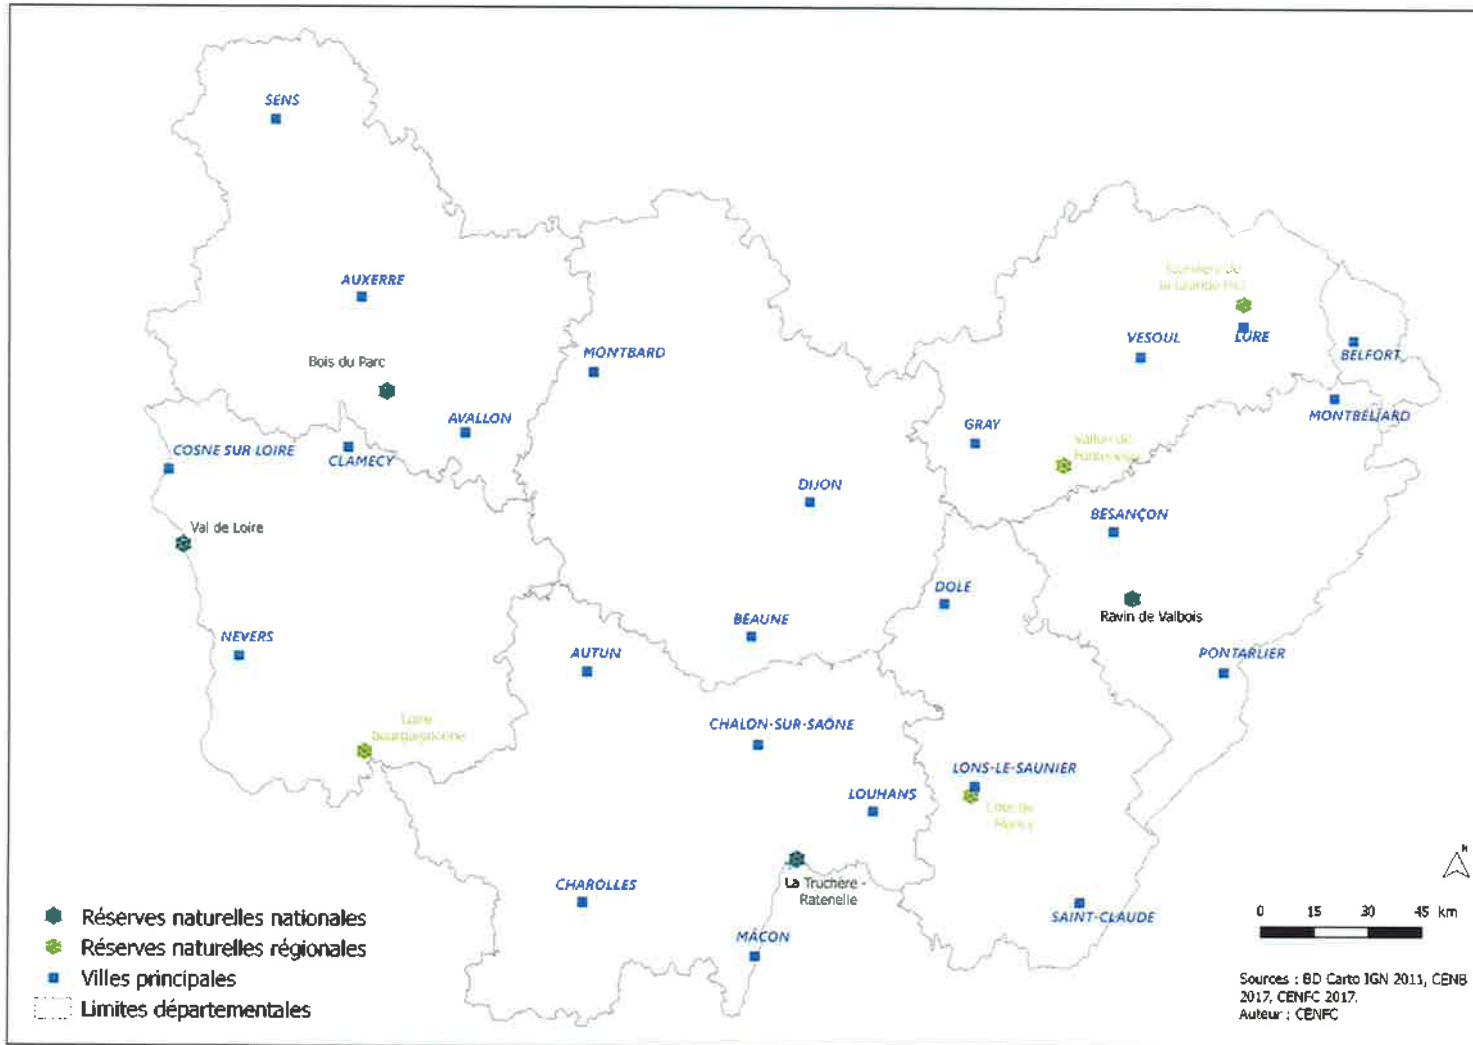 SENS
AUXERRE
Bois du Parc
MONTBARD
AVALLON
COSNE SUR LOIRE
CLAMECY
Val de Loire
DIJON
NEVERS
BEAUNE
AUTUN
Loire
CHALON-SUR-SAÔNE
LOUHANS
La Truchère -
Ratenelle
CHAROLLES
MÂCON
VESOUL
LURE
BELFORT
MONTBÉLIARD
GRAY
Vallon de
BESANÇON
DOLE
Ravin de Valbois
PONTARLIER
LONS-LE-SAUNIER
SAINT-CLAUDE
Réserves naturelles nationales
Réserves naturelles régionales
Villes principales
Limites départementales
N
0 15 30 45 km
Sources : BD Carto IGN 2011, CENB
2017, CENFC 2017.
Auteur : CENFC